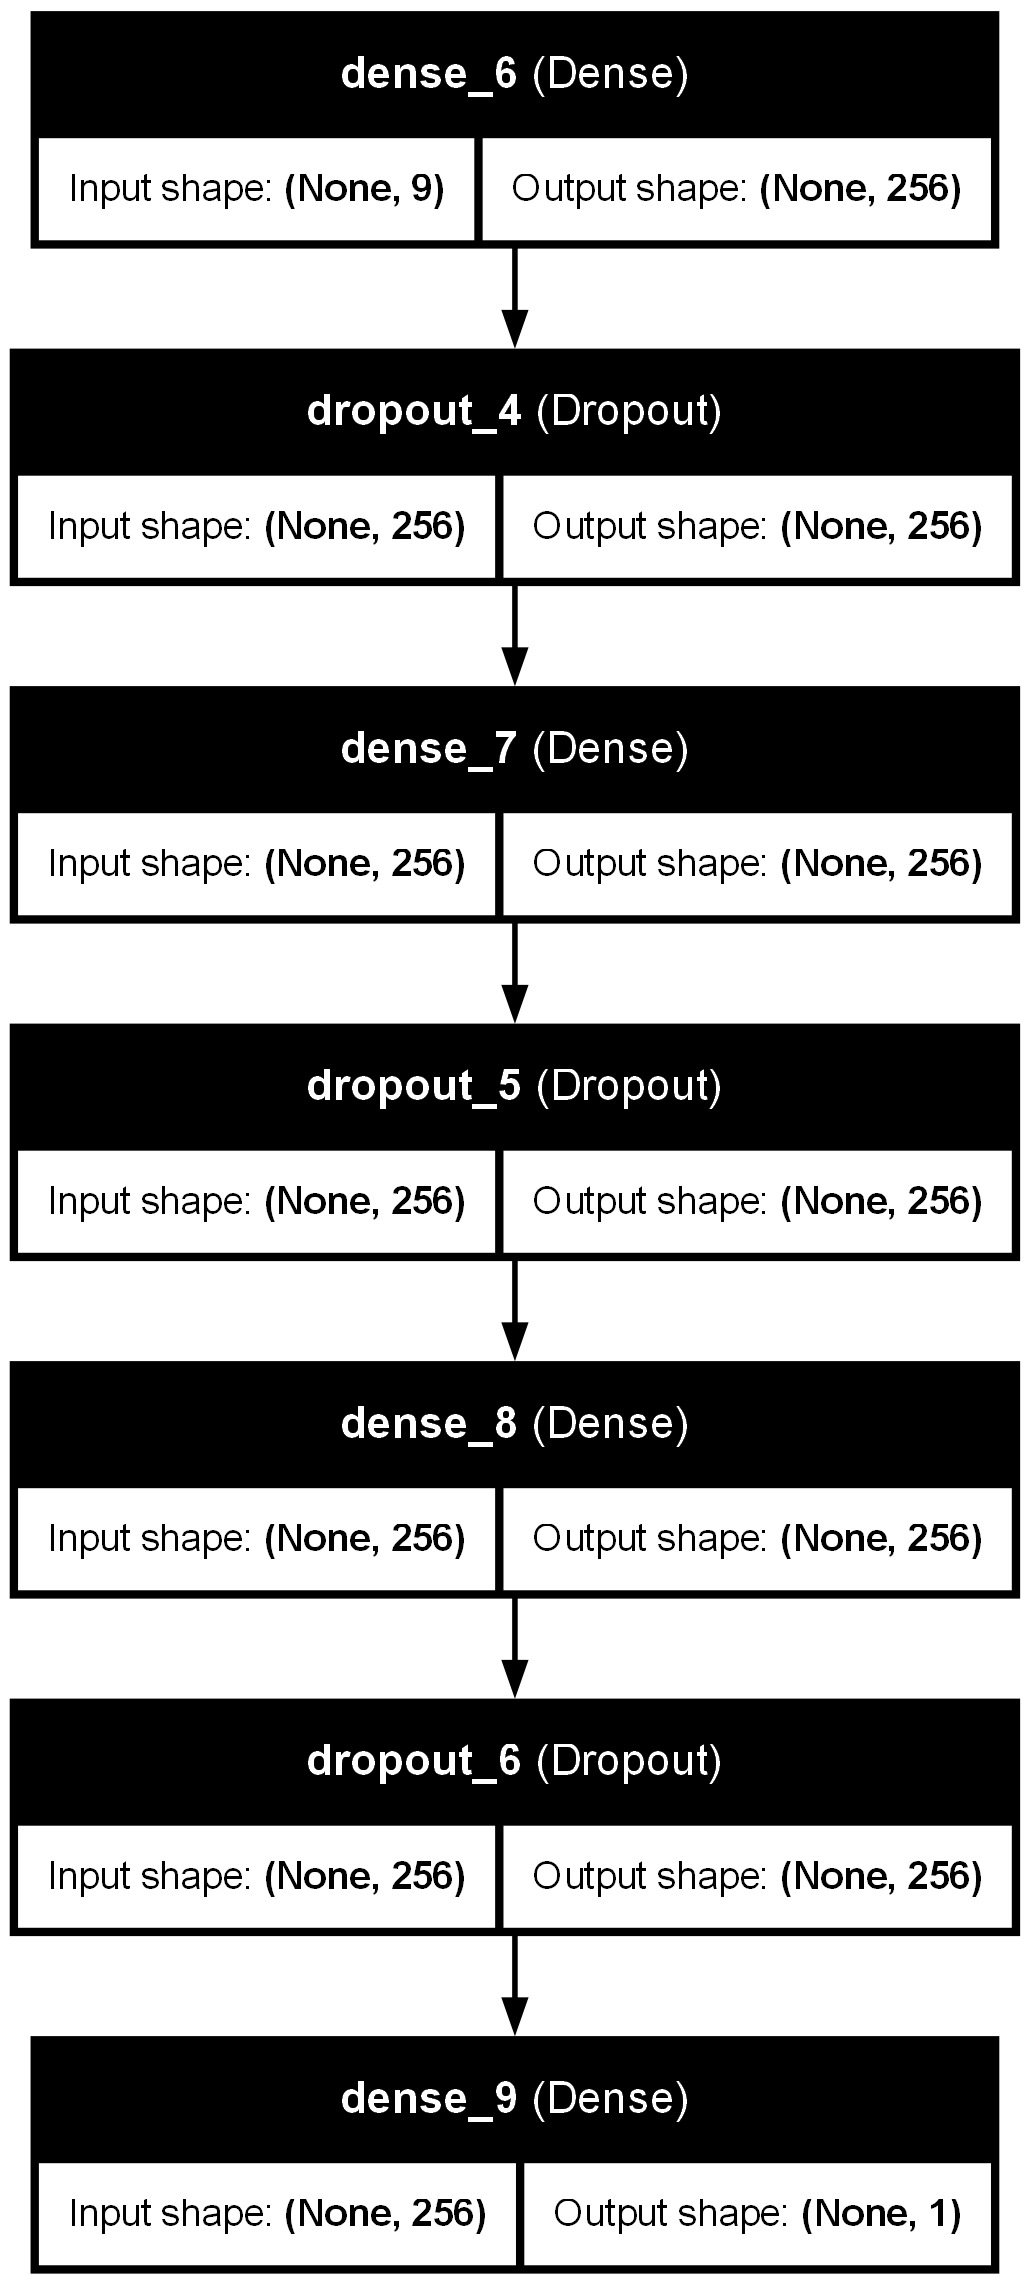 dense_6 (Dense)
Input shape: (None, 9) Output shape: (None, 256)
dropout_4 (Dropout)
Input shape: (None, 256) Output shape: (None, 256)
dense_7 (Dense)
Input shape: (None, 256) Output shape: (None, 256)
dropout_5 (Dropout)
Input shape: (None, 256) Output shape: (None, 256)
dense_8 (Dense)
Input shape: (None, 256) Output shape: (None, 256)
dropout_6 (Dropout)
Input shape: (None, 256) Output shape: (None, 256)
dense_9 (Dense)
Input shape: (None, 256) Output shape: (None, 1)